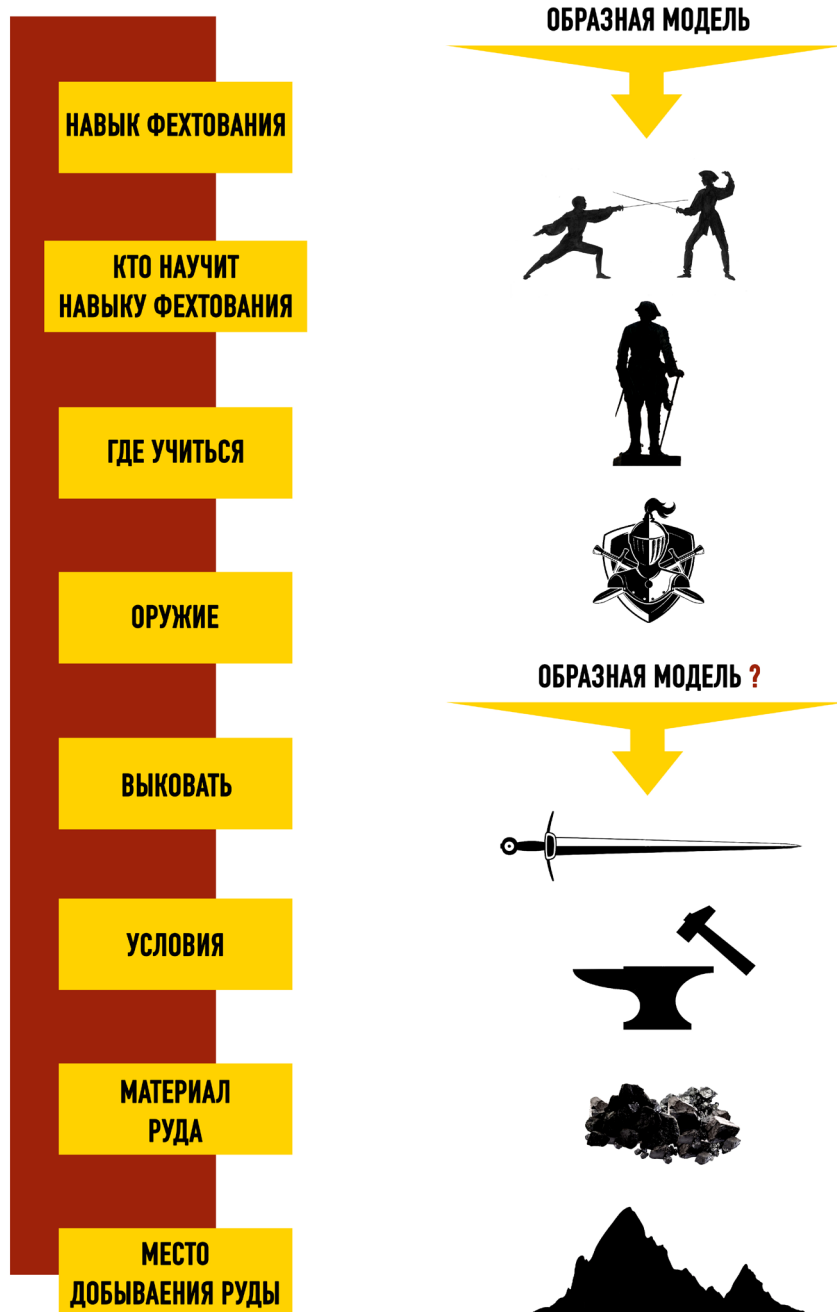 ОБРАЗНАЯ МОДЕЛЬ
НАВЫК ФЕХТОВАНИЯ
КТО НАУЧИТ
НАВЫКУ ФЕХТОВАНИЯ
ГДЕ УЧИТЬСЯ
ОРУЖИЕ
ОБРАЗНАЯ МОДЕЛЬ ?
ВЫКОВАТЬ
УСЛОВИЯ
МАТЕРИАЛ
РУДА
МЕСТО
ДОБЫВАЕНИЯ РУДЫ